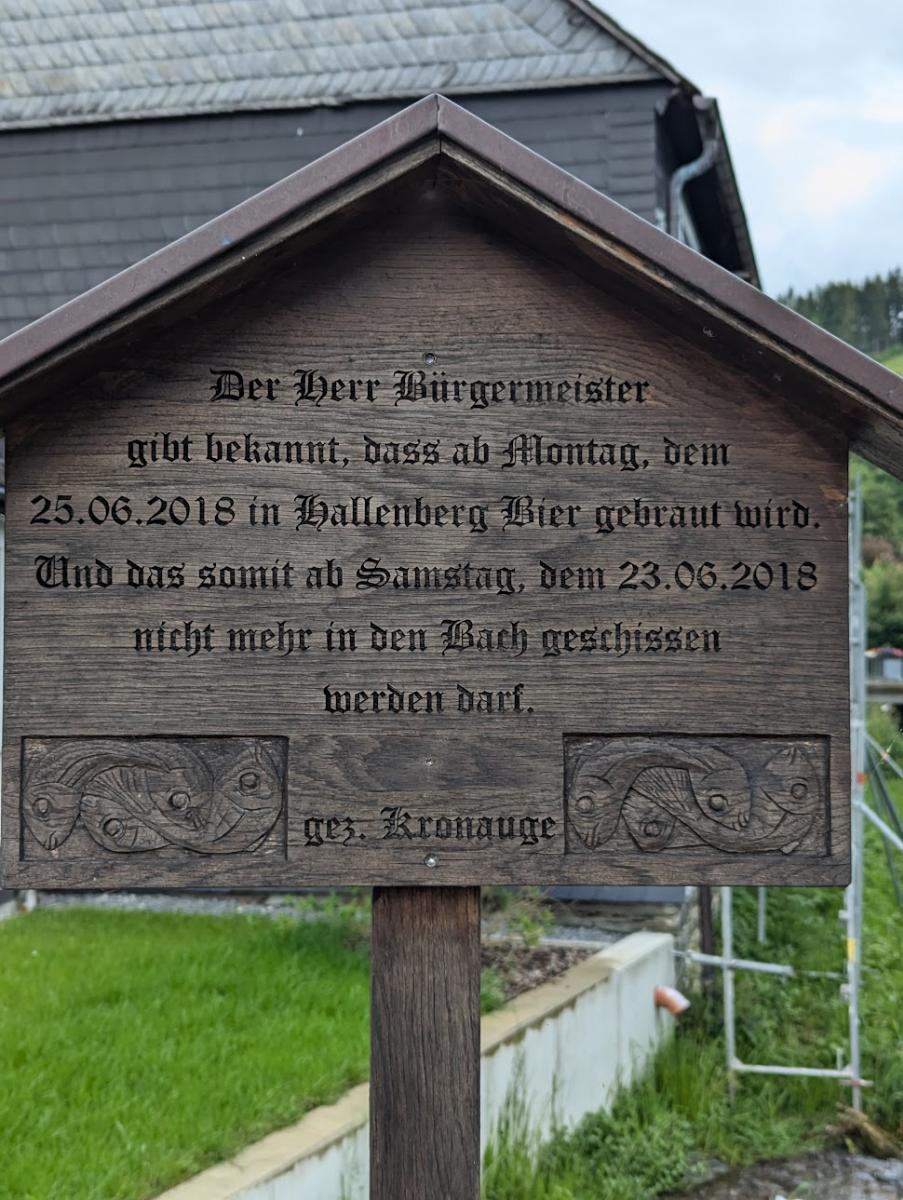 Der Herr Bürgermeister
gibt bekannt, dass ab Montag, dem
25.06.2018 in Hallenberg Bier gebraut wird.
Und das somit ab Samstag, dem 23.06.2018
nicht mehr in den Bach geschissen
werden darf.
gez. Kronauge